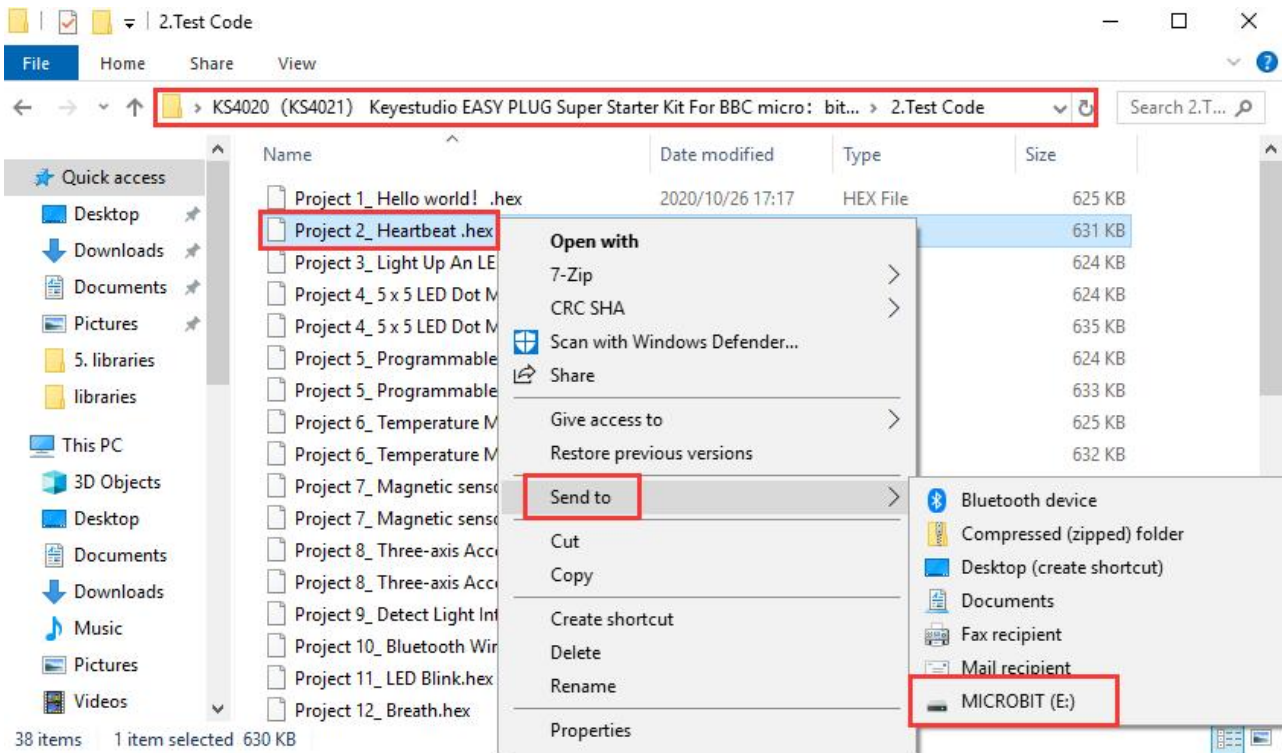 2.Test Code
File Home Share View
KS4020 (KS4021) Keyestudio EASY PLUG Super Starter Kit For BBC micro：bit... > 2.Test Code
Search 2.T...
Name Date modified Type Size
Quick access
Desktop
Downloads
Documents
Pictures
5. libraries
libraries
This PC
3D Objects
Desktop
Documents
Downloads
Music
Pictures
Videos
Project 1_ Hello world！.hex 2020/10/26 17:17 HEX File 625 KB
Project 2_ Heartbeat .hex 631 KB
Project 3_ Light Up An LE 624 KB
Project 4_ 5 x 5 LED Dot M 624 KB
Project 4_ 5 x 5 LED Dot M 635 KB
Project 5_ Programmable 624 KB
Project 5_ Programmable 633 KB
Project 6_ Temperature M 625 KB
Project 6_ Temperature M 632 KB
Project 7_ Magnetic senso
Project 7_ Magnetic senso
Project 8_ Three-axis Acc
Project 8_ Three-axis Acc
Project 9_ Detect Light Int
Project 10_ Bluetooth Wir
Project 11_ LED Blink.hex
Project 12_ Breath.hex
Open with
7-Zip
CRC SHA
Scan with Windows Defender...
Share
Give access to
Restore previous versions
Send to
Cut
Copy
Create shortcut
Delete
Rename
Properties
Bluetooth device
Compressed (zipped) folder
Desktop (create shortcut)
Documents
Fax recipient
Mail recipient
MICROBIT (E:)
38 items 1 item selected 630 KB